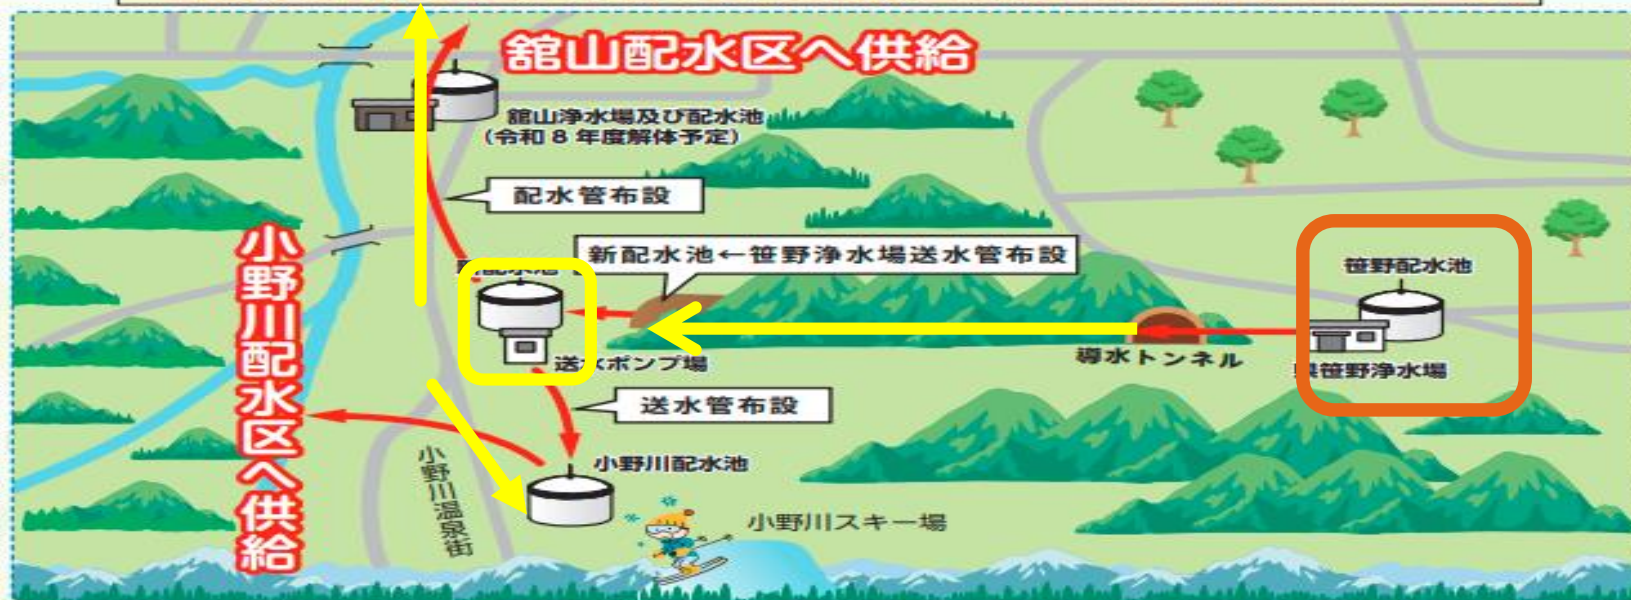 舘山配水区へ供給
舘山浄水場及び配水池
(令和8年度解体予定)
配水管布設
新配水池←笹野浄水場送水管布設
笹野配水池
小野川配水区へ供給
送水ポンプ場
導水トンネル
笹野浄水場
送水管布設
小野川配水池
小野川温泉街
小野川スキー場